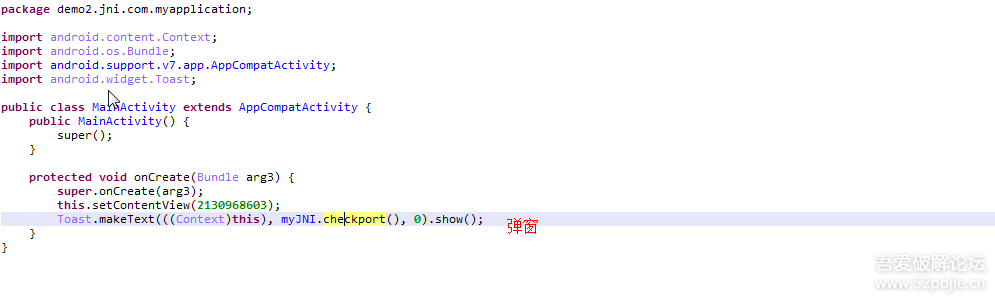 package demo2.jni.com.myapplication;
import android.content.Context;
import android.os.Bundle;
import android.support.v7.app.AppCompatActivity;
import android.widget.Toast;
public class MainActivity extends AppCompatActivity {
public MainActivity() {
super();
}
protected void onCreate(Bundle arg3) {
super.onCreate(arg3);
this.setContentView(2130968603);
Toast.makeText(((Context)this), myJNI.checkport(), 0).show(); 弹窗
}
}
吾爱破解论坛
www.52pojie.cn